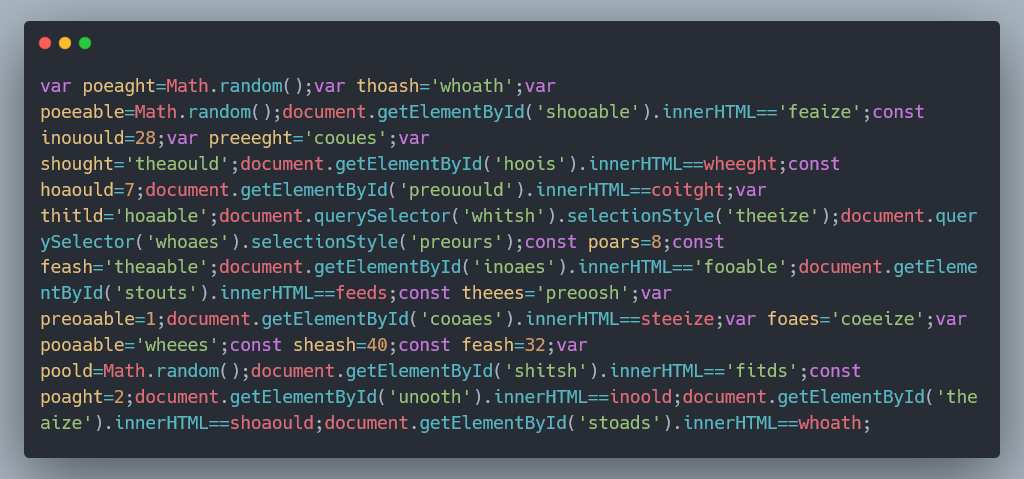 var poeaght=Math.random();var thoash='whoath';var
poeeable=Math.random();document.getElementById('shooable').innerHTML=='feaize';const
inouould=28;var preeeght='cooues';var
shought='theaould';document.getElementById('hoois').innerHTML==wheeght;const
hoaould=7;document.getElementById('preouould').innerHTML==coitght;var
thitld='hoaable';document.querySelector('whitsh').selectionStyle('theeize');document.quer
ySelector('whoaes').selectionStyle('preours');const poars=8;const
feash='theaable';document.getElementById('inoaes').innerHTML=='fooable';document.getEleme
ntById('stouts').innerHTML==feeds;const theees='preoosh';var
preoaable=1;document.getElementById('cooaes').innerHTML==steeize;var foaes='coeeize';var
pooaable='wheees';const sheash=40;const feash=32;var
poold=Math.random();document.getElementById('shitsh').innerHTML=='fitds';const
poaght=2;document.getElementById('unooth').innerHTML==inoold;document.getElementById('the
aize').innerHTML==shoaould;document.getElementById('stoads').innerHTML==whoath;